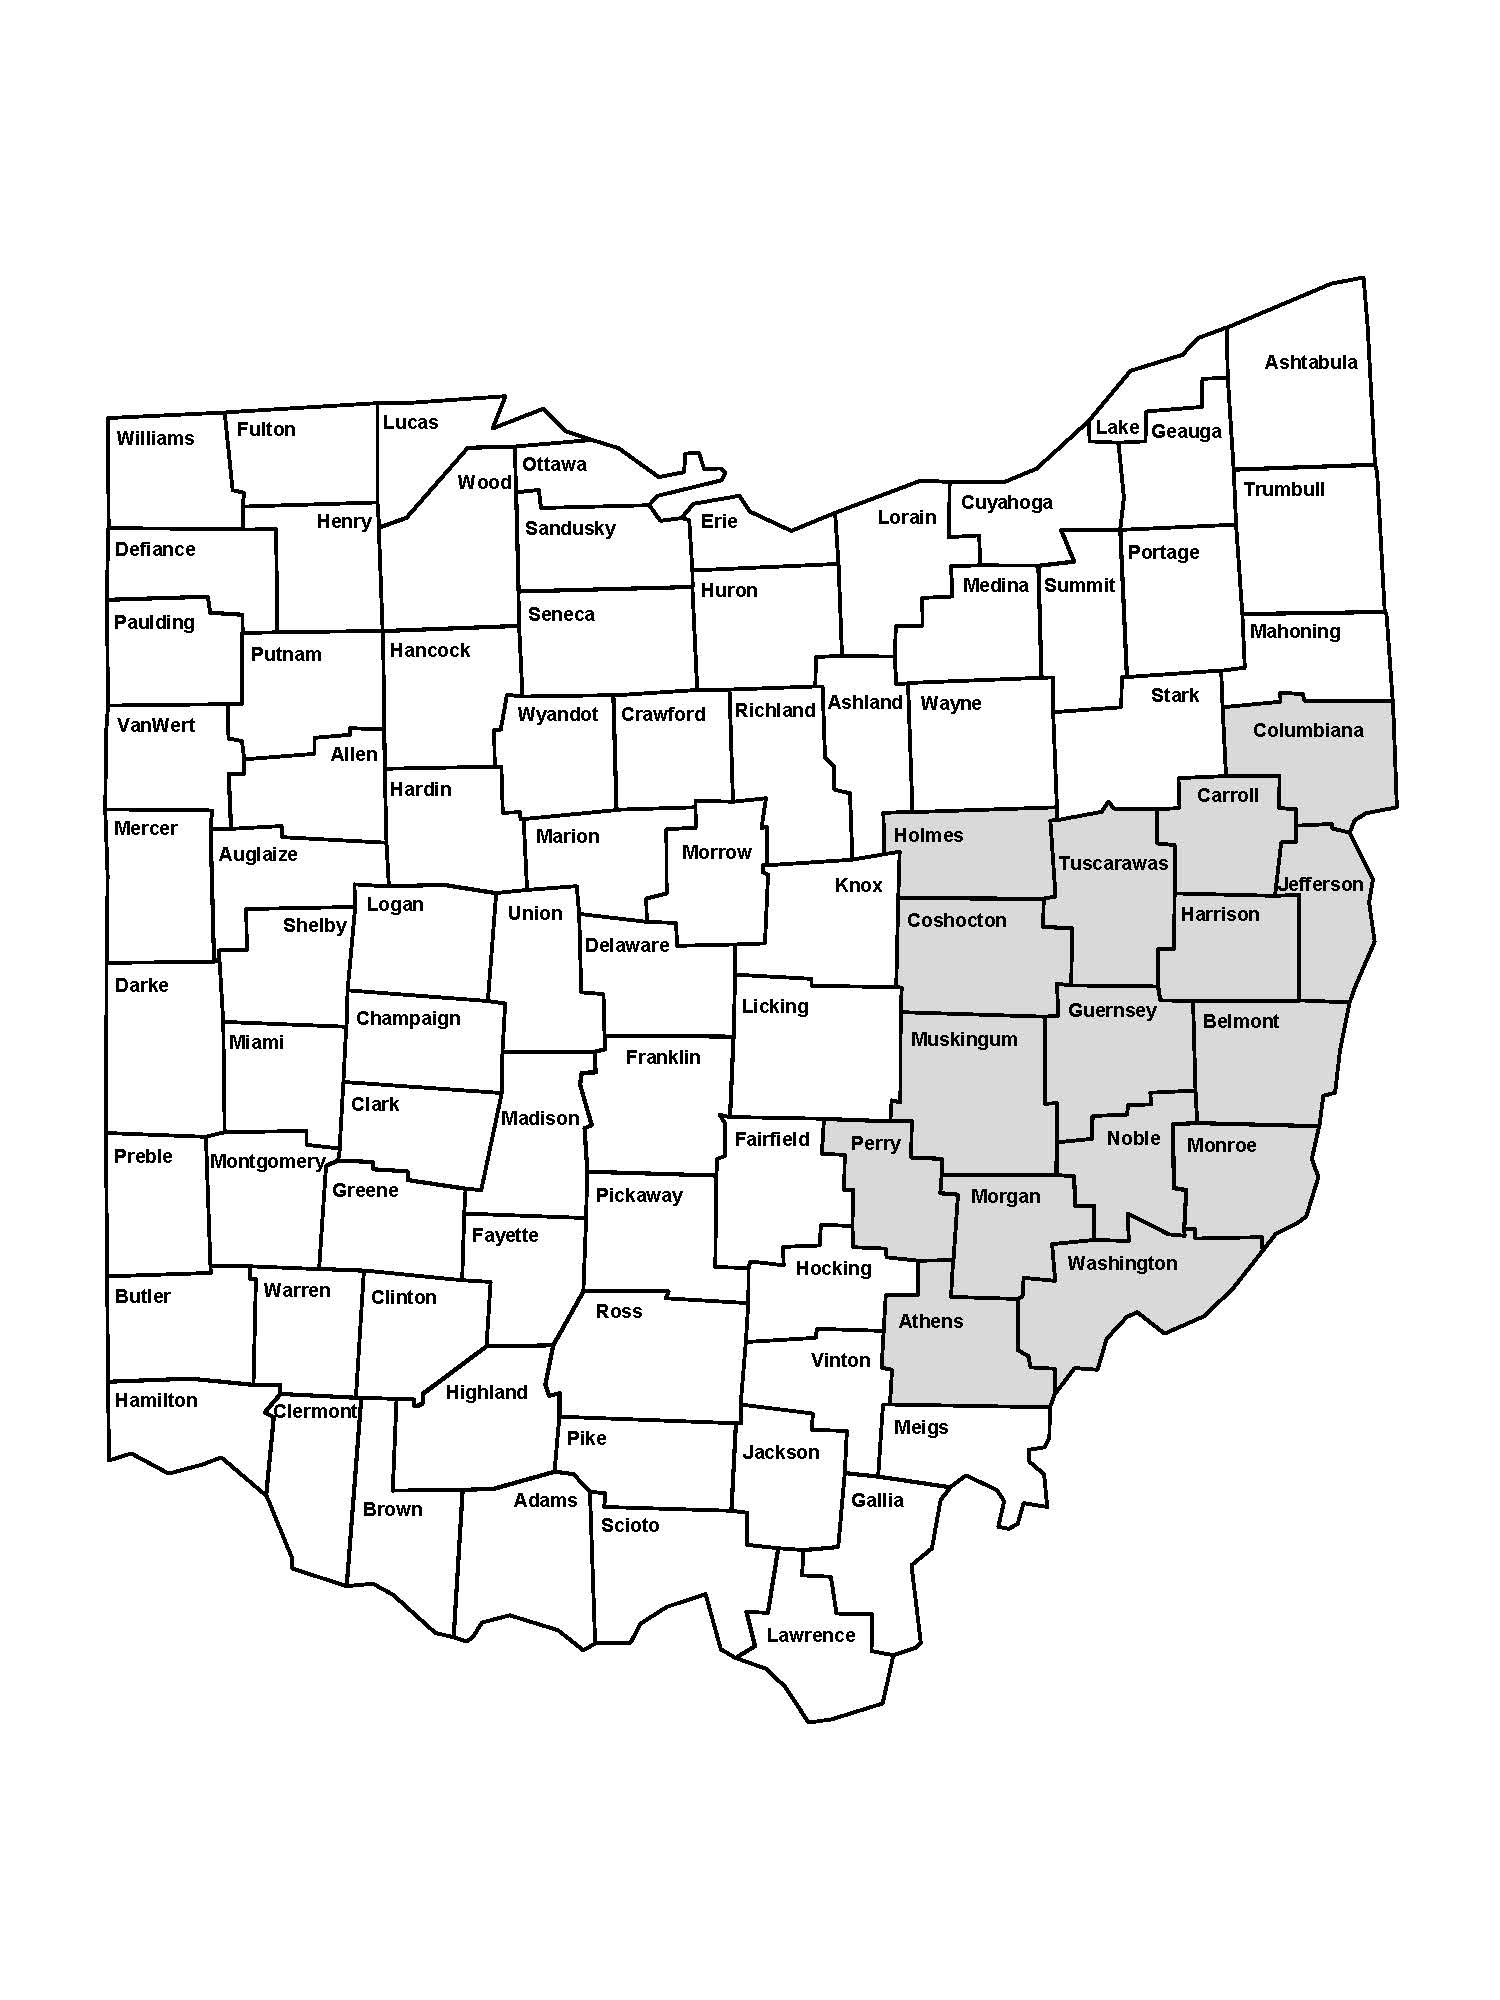 Ashtabula
Lake
Geauga
Williams
Fulton
Lucas
Ottawa
Wood
Trumbull
Cuyahoga
Henry
Sandusky
Erie
Lorain
Defiance
Portage
Huron
Medina
Summit
Paulding
Seneca
Mahoning
Putnam
Hancock
Stark
VanWert
Wyandot
Crawford
Richland
Ashland
Wayne
Columbiana
Allen
Hardin
Carroll
Mercer
Marion
Holmes
Auglaize
Morrow
Tuscarawas
Knox
Jefferson
Logan
Union
Coshocton
Harrison
Shelby
Delaware
Darke
Licking
Guernsey
Belmont
Champaign
Miami
Franklin
Muskingum
Clark
Madison
Preble
Montgomery
Fairfield
Perry
Noble
Monroe
Greene
Pickaway
Morgan
Fayette
Hocking
Washington
Butler
Warren
Clinton
Ross
Athens
Vinton
Hamilton
Clermont
Highland
Meigs
Pike
Jackson
Brown
Adams
Gallia
Scioto
Lawrence